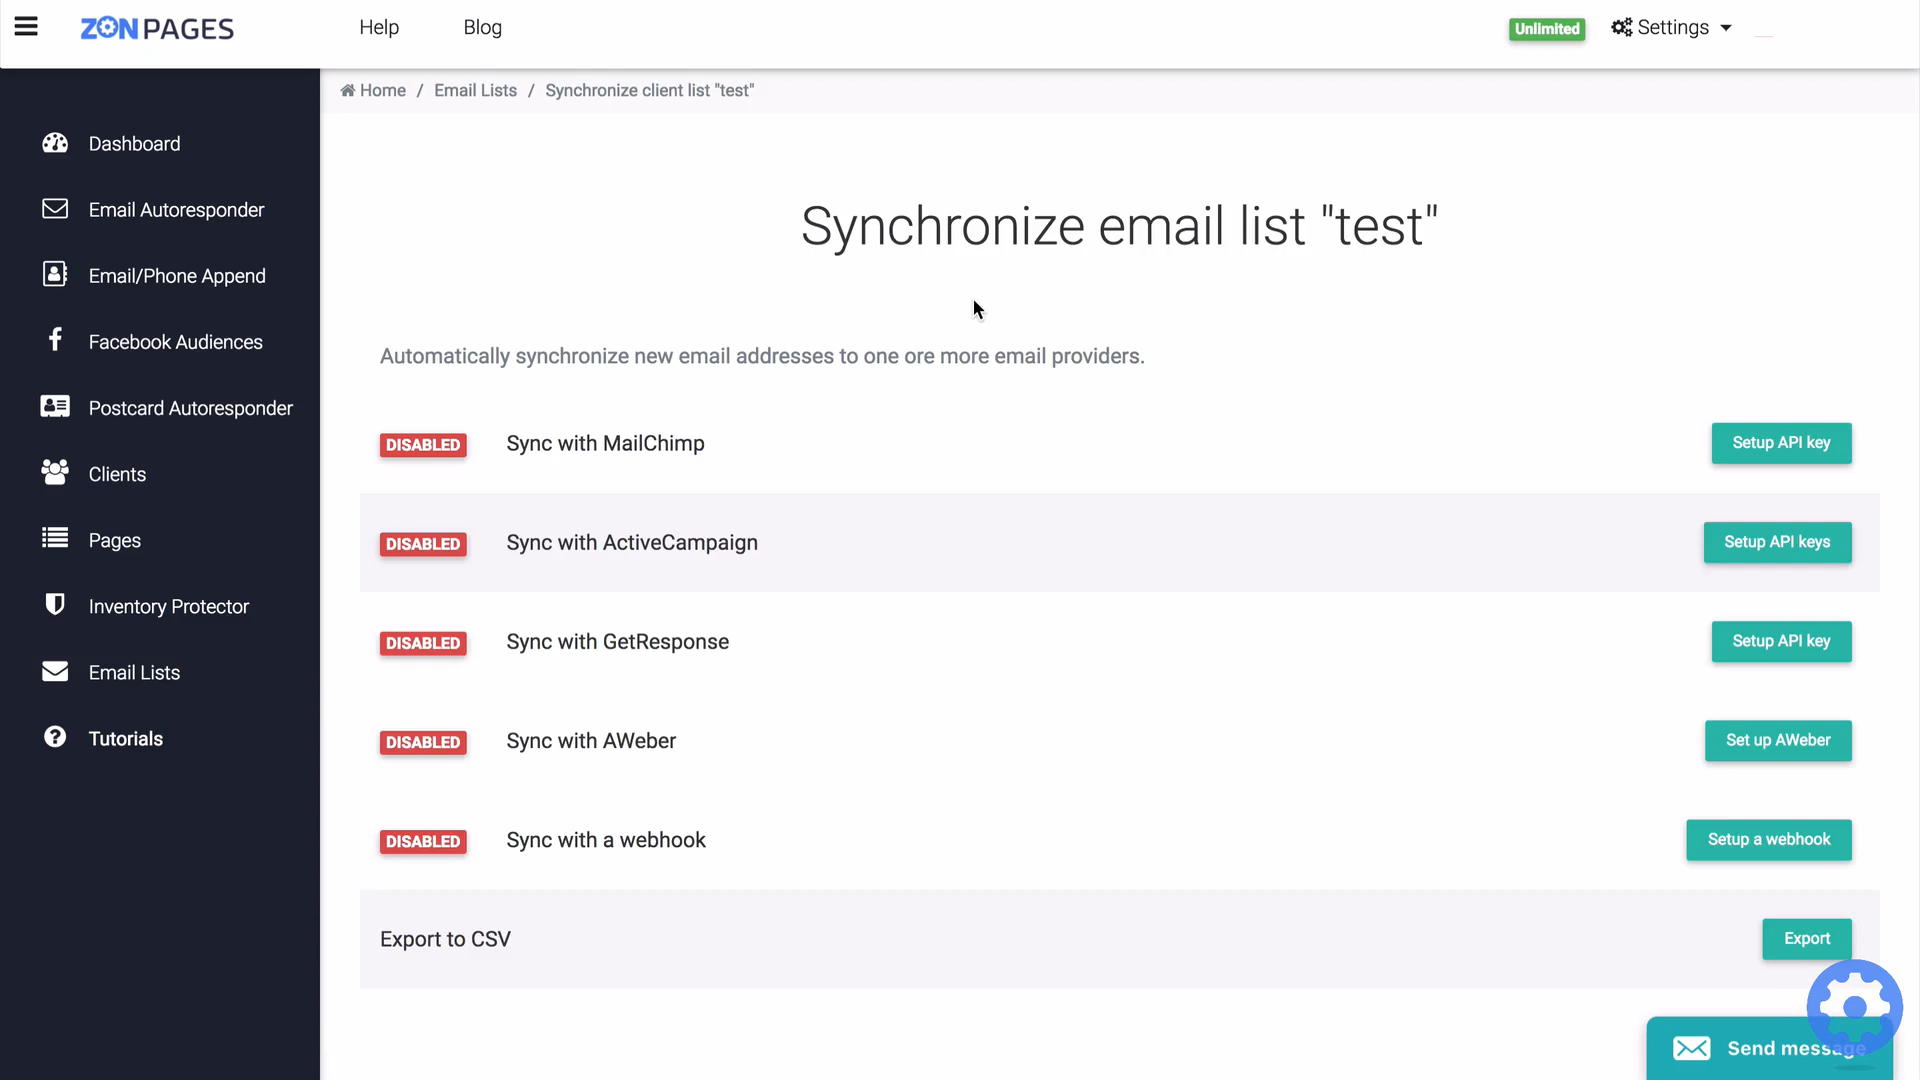 ZONPAGES
Help
Blog
Unlimited
Settings
Home / Email Lists / Synchronize client list "test"
Dashboard
Email Autoresponder
Email/Phone Append
Facebook Audiences
Postcard Autoresponder
Clients
Pages
Inventory Protector
Email Lists
Tutorials
Synchronize email list "test"
Automatically synchronize new email addresses to one ore more email providers.
DISABLED Sync with MailChimp Setup API key
DISABLED Sync with ActiveCampaign Setup API keys
DISABLED Sync with GetResponse Setup API key
DISABLED Sync with AWeber Set up AWeber
DISABLED Sync with a webhook Setup a webhook
Export to CSV Export
Send message